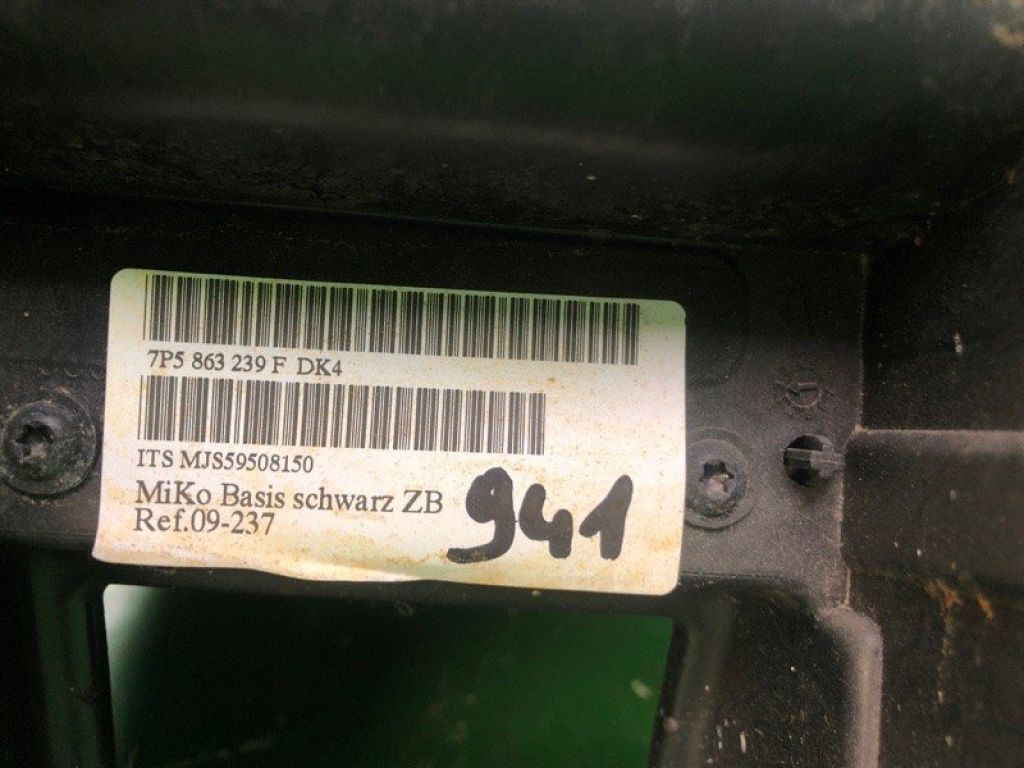 7P5 863 239 F DK4
ITS MJS59508150
MiKo Basis schwarz ZB
Ref.09-237
941